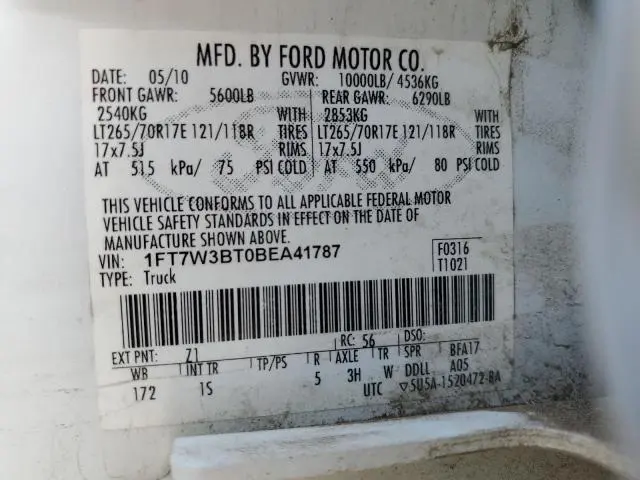 MFD. BY FORD MOTOR CO.
DATE: 05/10 GVWR: 10000LB/ 4536KG
FRONT GAWR: 5600LB REAR GAWR: 6290LB
2540KG WITH 2853KG WITH
LT265/70R17E 121/118R TIRES LT265/70R17E 121/118R TIRES
17x7.5J RIMS 17x7.5J RIMS
AT 515 kPa/ 75 PSI COLD AT 550 kPa/ 80 PSI COLD
THIS VEHICLE CONFORMS TO ALL APPLICABLE FEDERAL MOTOR
VEHICLE SAFETY STANDARDS IN EFFECT ON THE DATE OF
MANUFACTURE SHOWN ABOVE.
VIN: 1FT7W3BT0BEA41787 F0316
TYPE: Truck T1021
EXT PNT: Z1 RC: 56 DSO:
WB INT TR TP/PS R AXLE TR SPR BFA17
172 1S 5 3H W DDLL A05
UTC ▽5U5A-1520472-BA